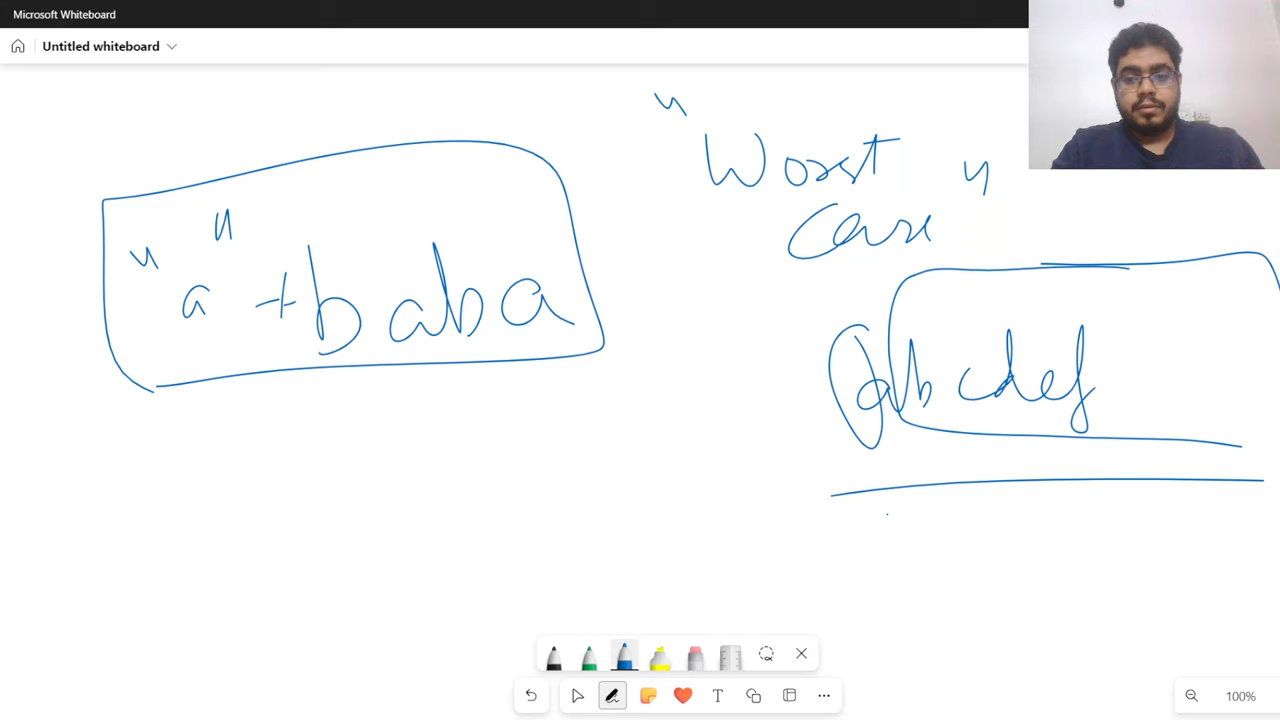 Microsoft Whiteboard
Untitled whiteboard
" Worst
Case "
"a" + baba
abcdef
100%